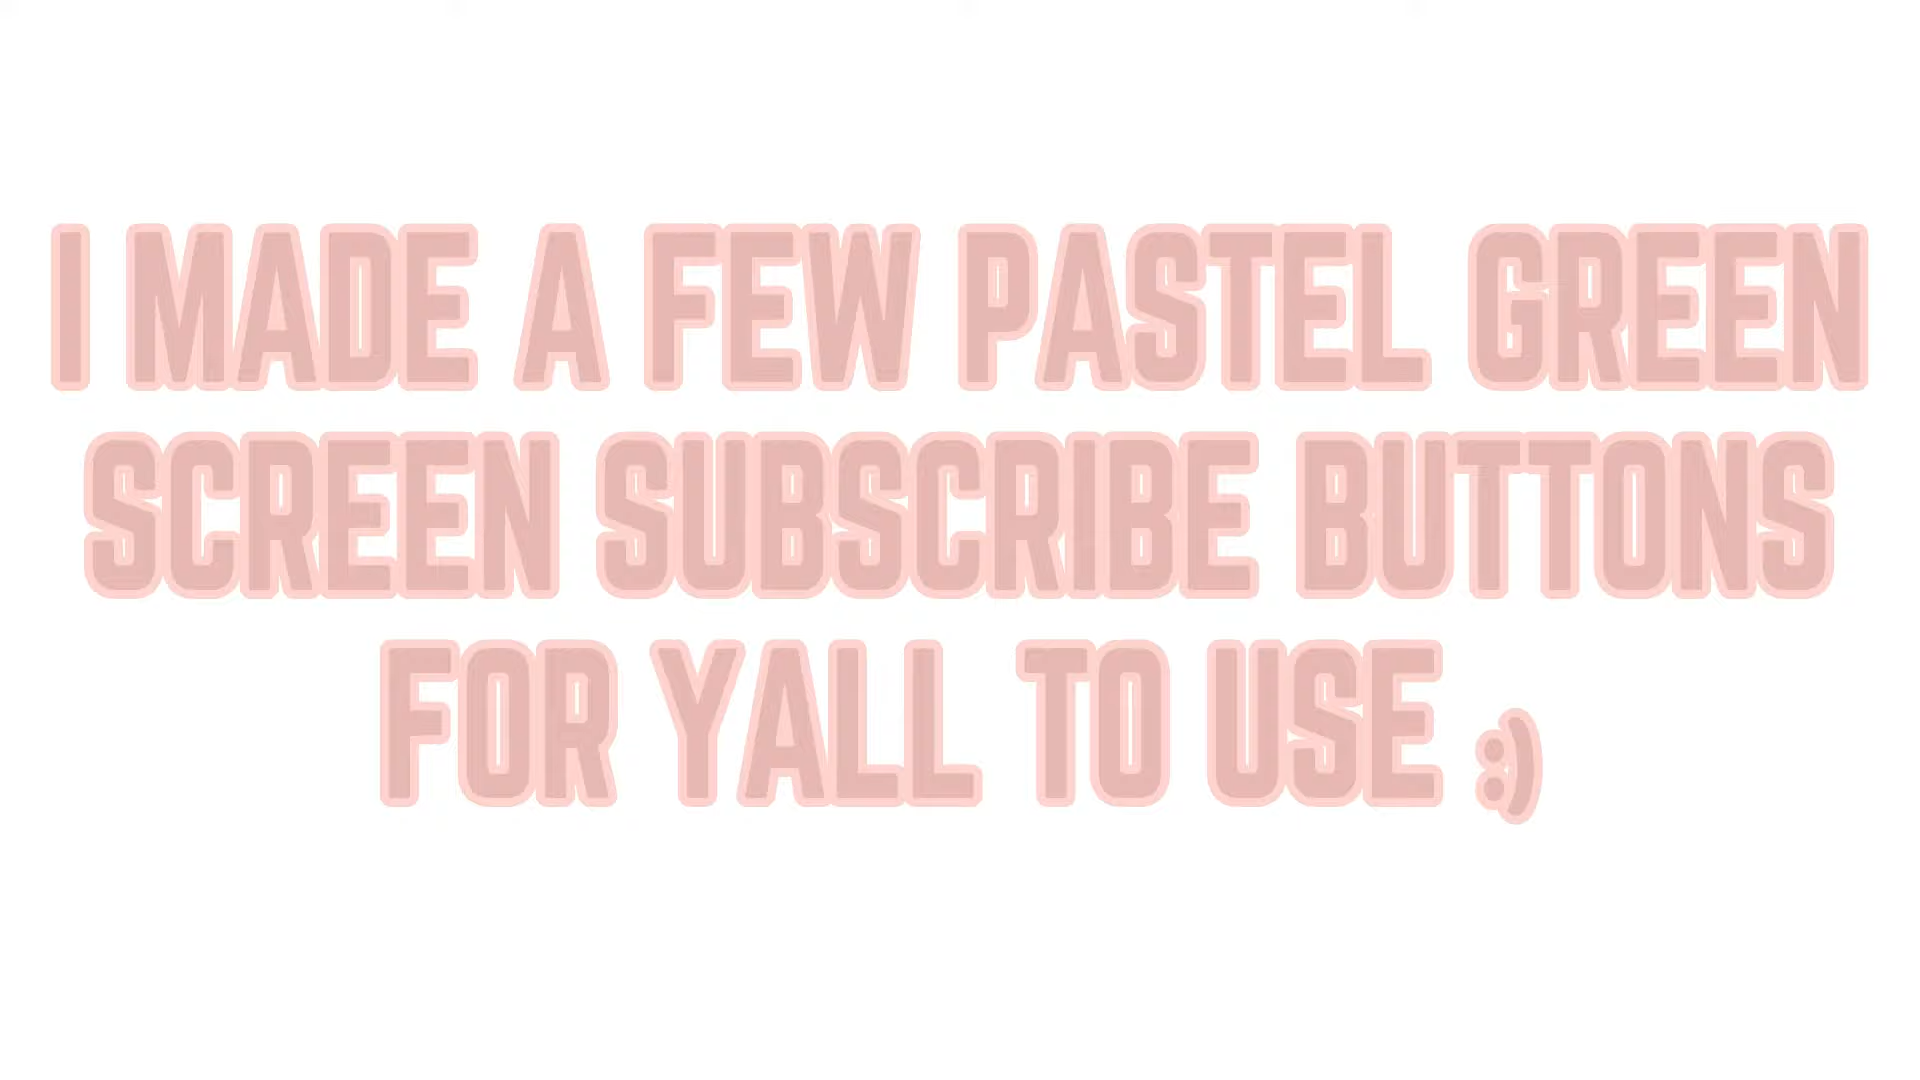 I MADE A FEW PASTEL GREEN
SCREEN SUBSCRIBE BUTTONS
FOR YALL TO USE :)